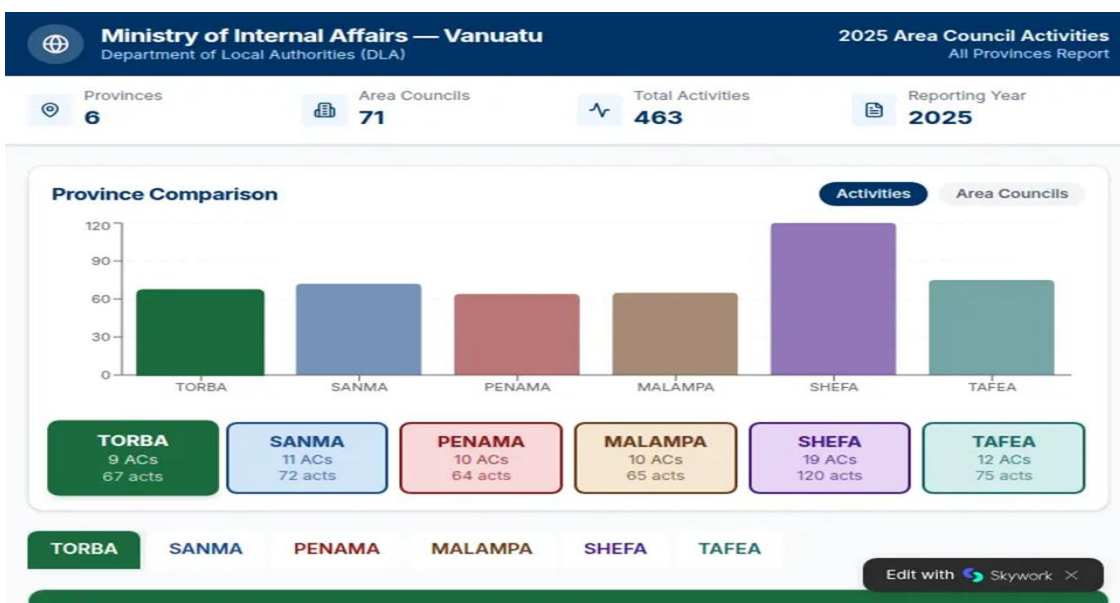 Ministry of Internal Affairs — Vanuatu
Department of Local Authorities (DLA)
2025 Area Council Activities
All Provinces Report
Provinces
6
Area Councils
71
Total Activities
463
Reporting Year
2025
Province Comparison
Activities
Area Councils
120
90
60
30
0
TORBA
SANMA
PENAMA
MALAMPA
SHEFA
TAFEA
TORBA
9 ACs
67 acts
SANMA
11 ACs
72 acts
PENAMA
10 ACs
64 acts
MALAMPA
10 ACs
65 acts
SHEFA
19 ACs
120 acts
TAFEA
12 ACs
75 acts
TORBA
SANMA
PENAMA
MALAMPA
SHEFA
TAFEA
Edit with Skywork